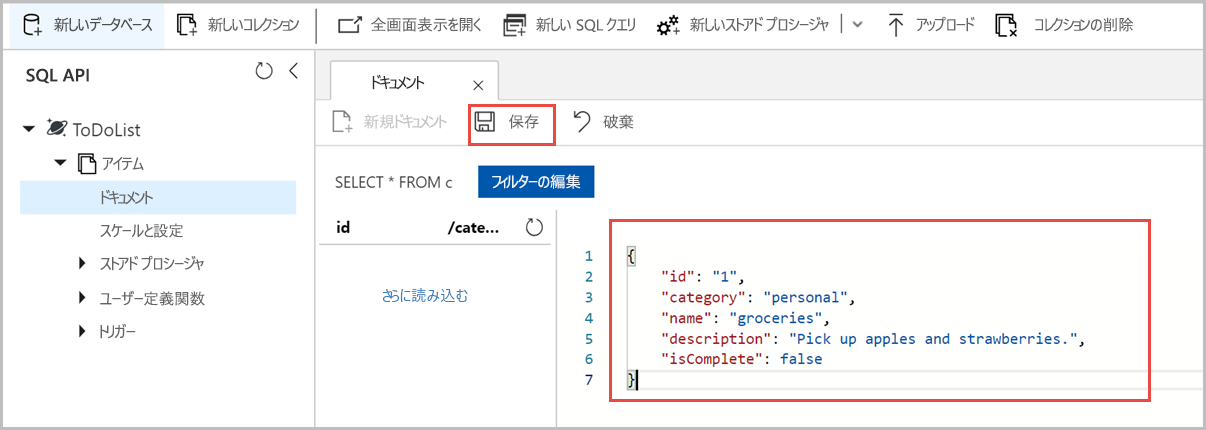 新しいデータベース 新しいコレクション 全画面表示を開く 新しい SQL クエリ 新しいストアド プロシージャ アップロード コレクションの削除
SQL API
ドキュメント
新規ドキュメント 保存 破棄
ToDoList
アイテム
ドキュメント
スケールと設定
ストアド プロシージャ
ユーザー定義関数
トリガー
SELECT * FROM c フィルターの編集
id /cate...
さらに読み込む
1 {
2 "id": "1",
3 "category": "personal",
4 "name": "groceries",
5 "description": "Pick up apples and strawberries.",
6 "isComplete": false
7 }